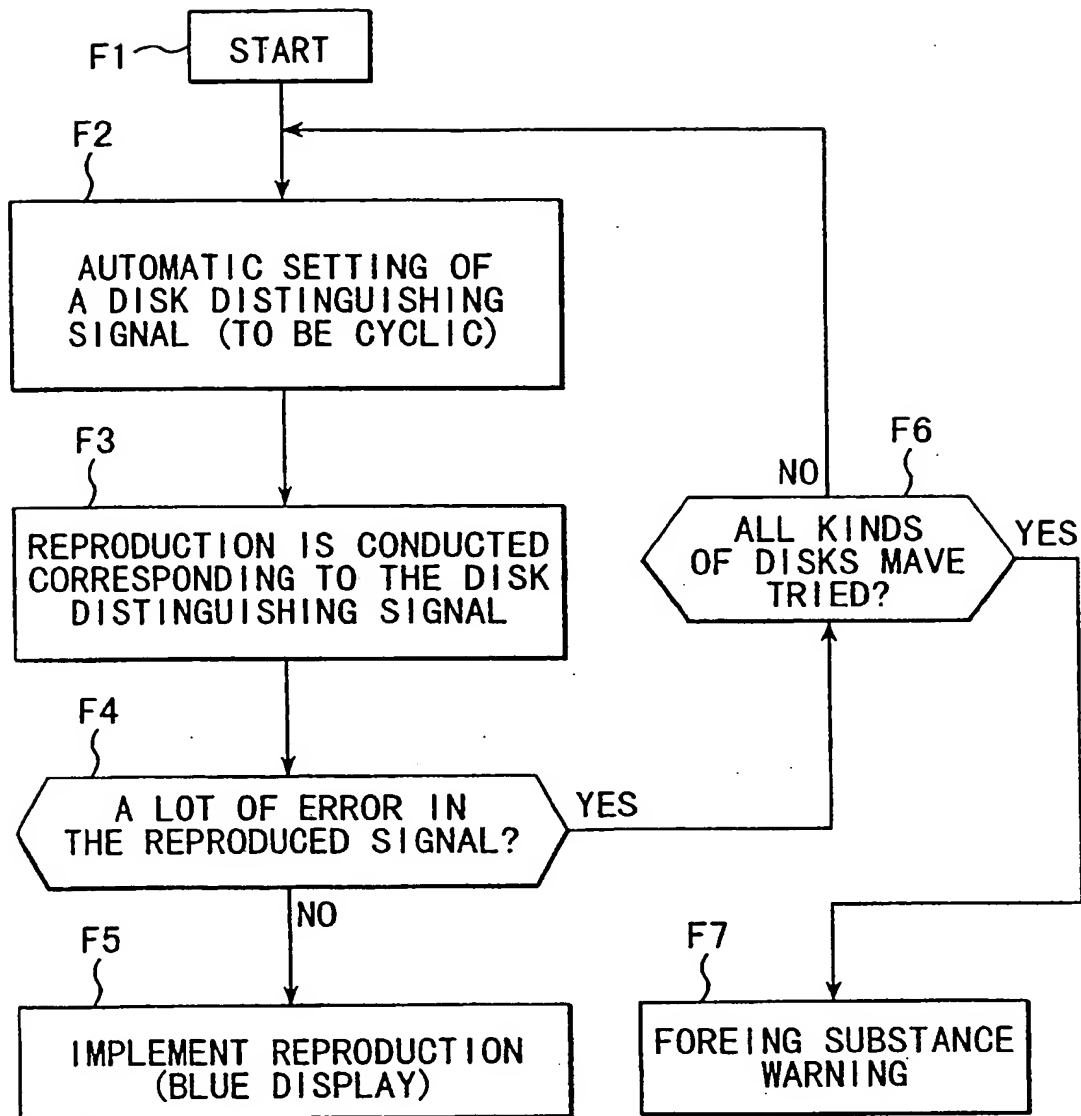 F1
START
F2
AUTOMATIC SETTING OF
A DISK DISTINGUISHING
SIGNAL (TO BE CYCLIC)
F3
REPRODUCTION IS CONDUCTED
CORRESPONDING TO THE DISK
DISTINGUISHING SIGNAL
F4
A LOT OF ERROR IN
THE REPRODUCED SIGNAL?
YES
NO
F5
IMPLEMENT REPRODUCTION
(BLUE DISPLAY)
F6
NO
ALL KINDS
OF DISKS MAVE
TRIED?
YES
F7
FOREING SUBSTANCE
WARNING